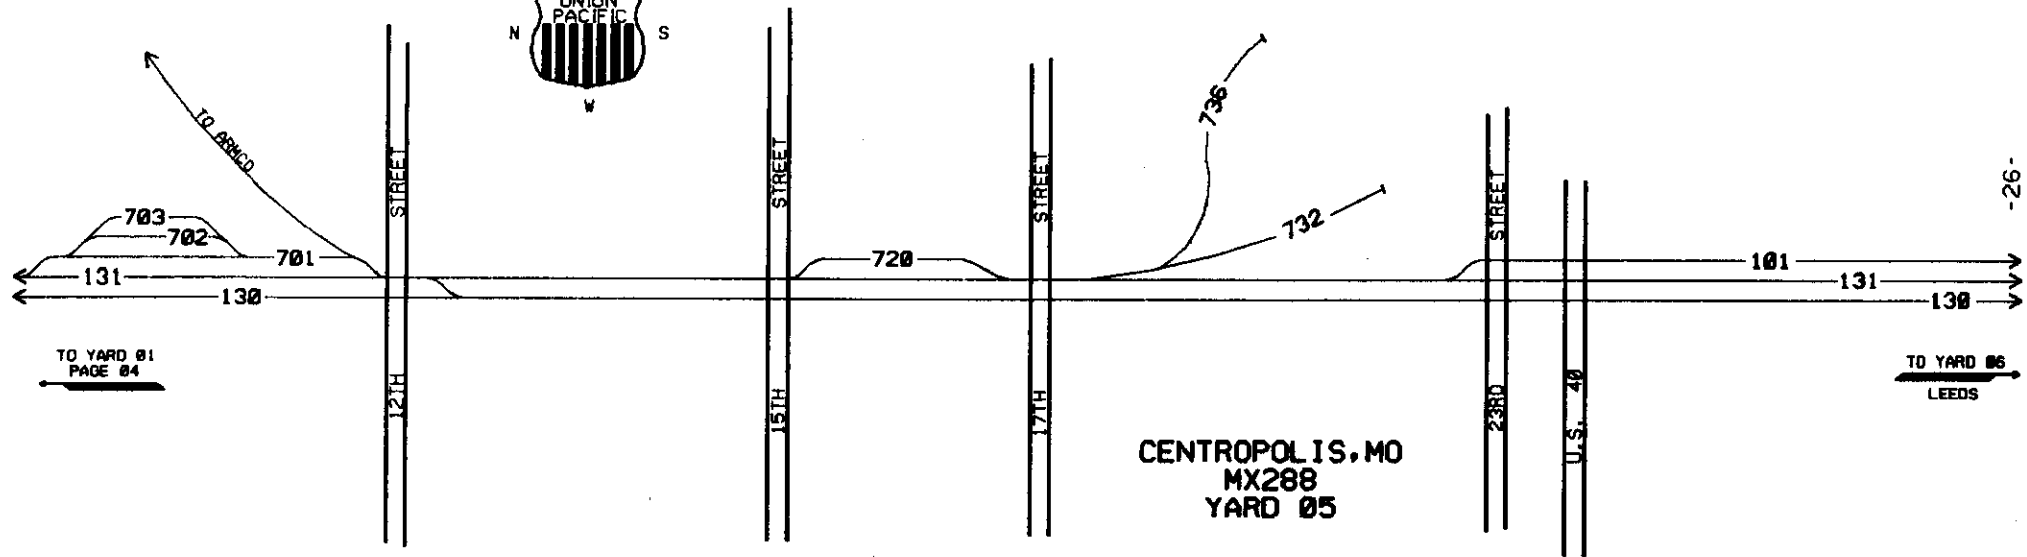 UNION
PACIFIC
N
S
W
TO ARMCO
703
702
701
131
130
TO YARD 01
PAGE 04
12TH STREET
15TH STREET
720
17TH STREET
736
732
23RD STREET
U.S. 40
101
131
130
-26-
TO YARD 06
LEEDS
CENTROPOLIS,MO
MX288
YARD 05